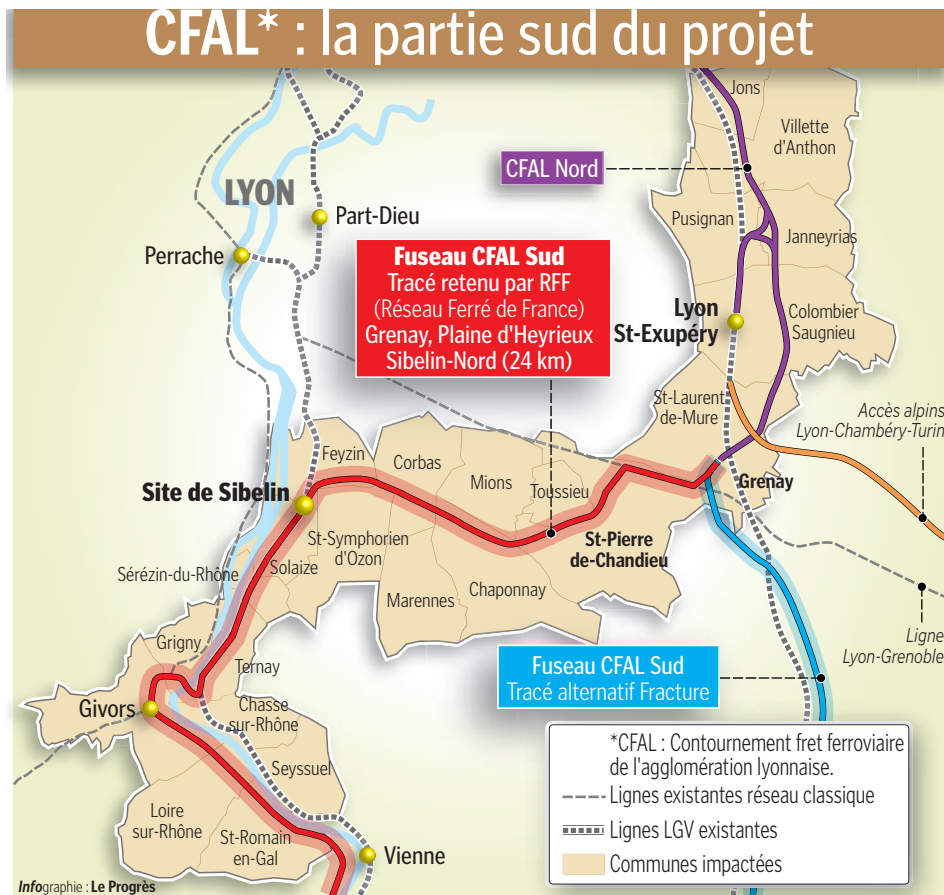 CFAL* : la partie sud du projet
Jons
Villette
d'Anthon
CFAL Nord
LYON
Part-Dieu
Pusignan
Janneyrias
Perrache
Fuseau CFAL Sud
Tracé retenu par RFF
(Réseau Ferré de France)
Grenay, Plaine d'Heyrieux
Sibelin-Nord (24 km)
Lyon
St-Exupéry
Colombier
Saugnieu
St-Laurent
de-Mure
Accès alpins
Lyon-Chambéry-Turin
Feyzin
Corbas
Mions
Toussieu
Grenay
Site de Sibelin
St-Symphorien
d'Ozon
St-Pierre
de-Chandieu
Sérézin-du-Rhône
Solaize
Marennes
Chaponnay
Ligne
Lyon-Grenoble
Grigny
Ternay
Fuseau CFAL Sud
Tracé alternatif Fracture
Givors
Chasse
sur-Rhône
Seyssuel
Loire
sur-Rhône
St-Romain
en-Gal
Vienne
*CFAL : Contournement fret ferroviaire
de l'agglomération lyonnaise.
Lignes existantes réseau classique
Lignes LGV existantes
Communes impactées
Infographie : Le Progrès